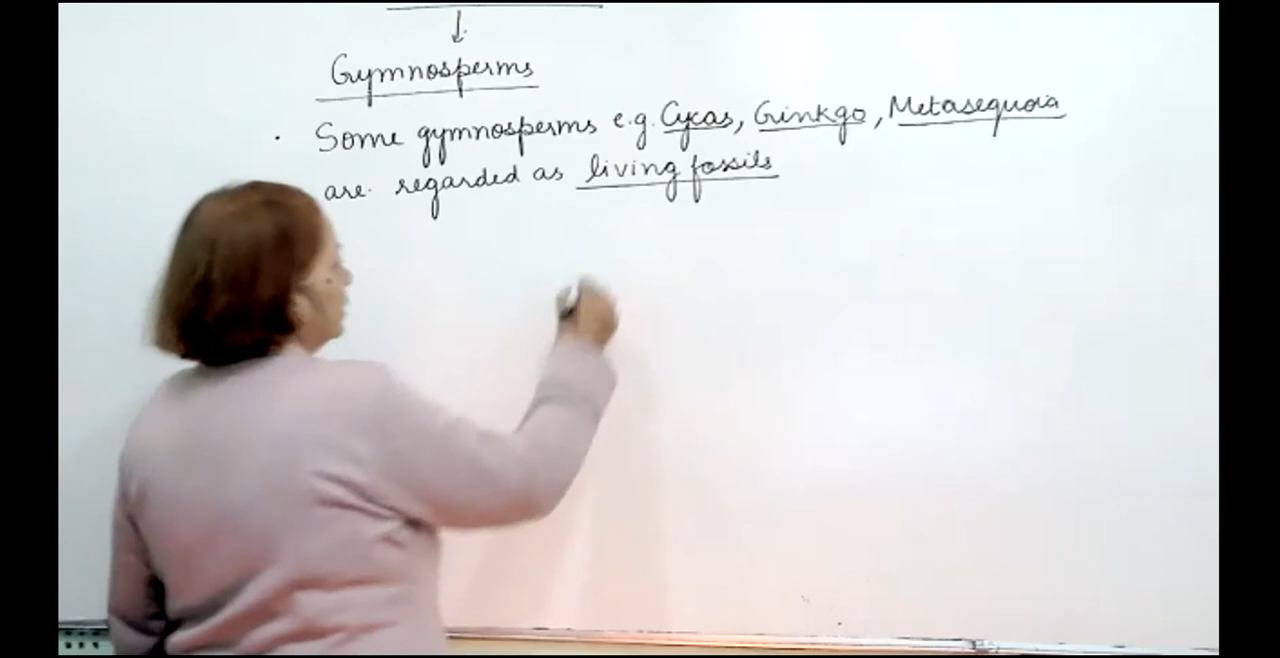 Gymnosperms
· Some gymnosperms e.g. Cycas, Ginkgo, Metasequoia
are regarded as living fossils